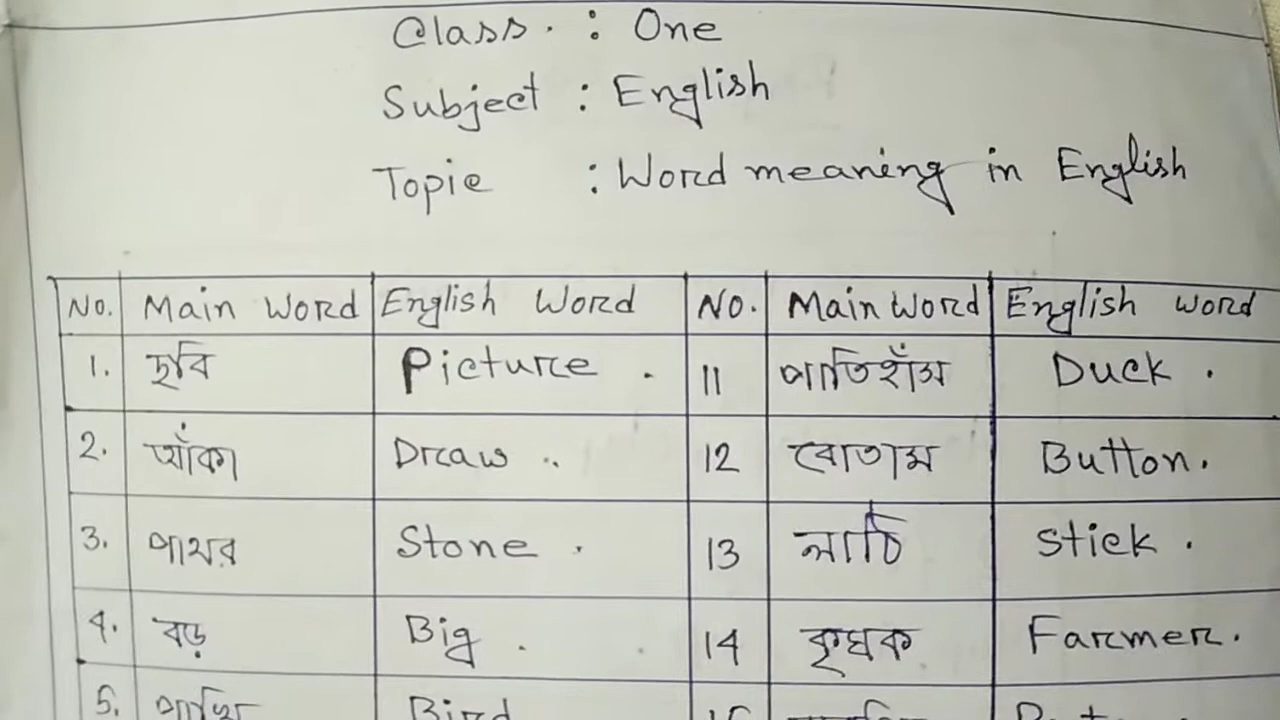 Class. : One
Subject : English
Topic : Word meaning in English
No. Main Word English Word No. Main Word English Word
1. ছবি Picture . 11 পাতিহাঁস Duck .
2. আঁকা Draw .. 12 বোতাম Button.
3. পাথর Stone . 13 লাঠি Stick .
4. বড় Big . 14 কৃষক Farmer.
5. পাখি Bird